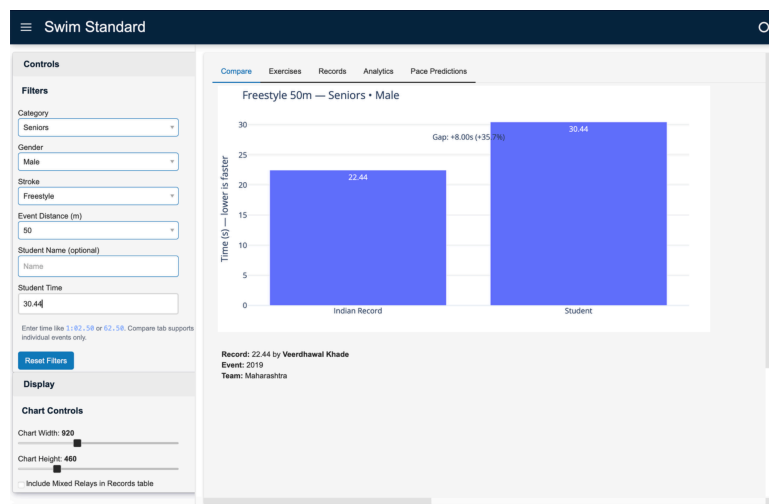 Swim Standard
Controls
Filters
Category
Seniors
Gender
Male
Stroke
Freestyle
Event Distance (m)
50
Student Name (optional)
Name
Student Time
30.44
Enter time like 1:02.50 or 62.50. Compare tab supports
individual events only.
Reset Filters
Display
Chart Controls
Chart Width: 920
Chart Height: 460
Include Mixed Relays in Records table
Compare Exercises Records Analytics Pace Predictions
Freestyle 50m — Seniors • Male
Time (s) — lower is faster
30
25
20
15
10
5
0
Gap: +8.00s (+35.7%)
22.44
30.44
Indian Record
Student
Record: 22.44 by Veerdhawal Khade
Event: 2019
Team: Maharashtra